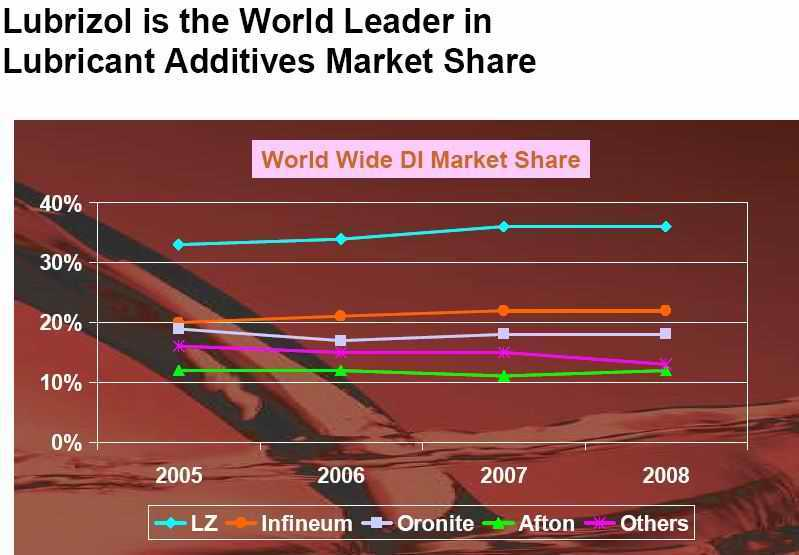 Lubrizol is the World Leader in
Lubricant Additives Market Share
World Wide DI Market Share
40%
30%
20%
10%
0%
2005 2006 2007 2008
LZ Infineum Oronite Afton Others